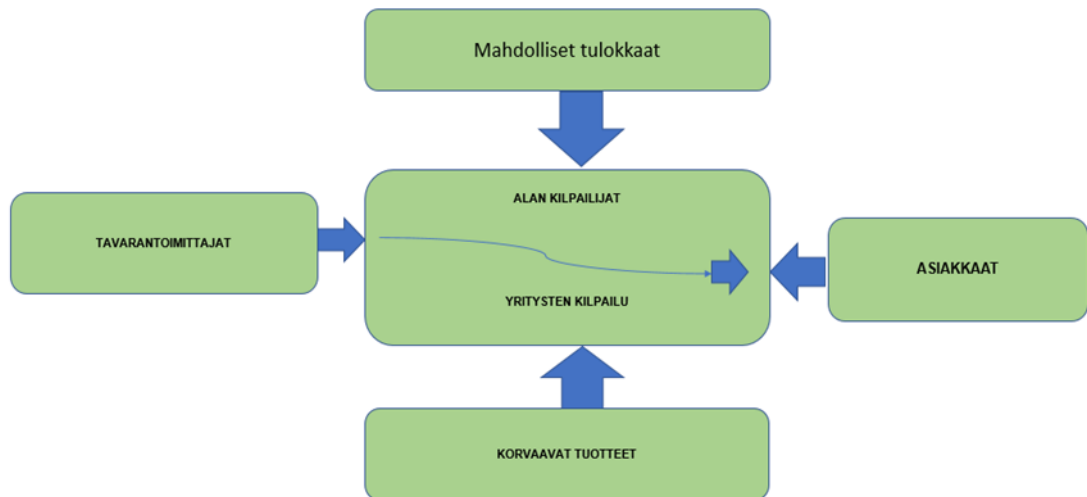 Mahdolliset tulokkaat
ALAN KILPAILIJAT
TAVARANTOIMITTAJAT
ASIAKKAAT
YRITYSTEN KILPAILU
KORVAAVAT TUOTTEET